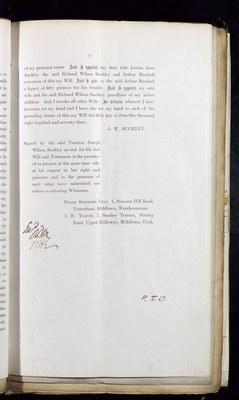 3
of my personal estate And I appoint my dear wife Louisa Jane
Buckley the said Richard Wilson Buckley and Arthur Marshall
executors of this my Will And I give to the said Arthur Marshall
a legacy of fifty guineas for his trouble And I appoint my said
wife and the said Richard Wilson Buckley guardians of my infant
children And I revoke all other Wills In witness whereof I have
hereunto set my hand and I have also set my hand to each of the
preceding sheets of this my Will this day of June One thousand
eight hundred and seventy-three.
J. W. BUCKLEY.
Signed by the said Testator Joseph
Wilson Buckley as and for his last
Will and Testament in the presence
of us present at the same time who
at his request in his sight and
presence and in the presence of
each other have subscribed our
names as attesting Witnesses.
1, Somerset Hill Road,
Tottenham, Middlesex, Warehouseman.
1, Stanley Terrace, Stanley
Road, Upper Holloway, Middlesex, Clerk.
P.T.O.